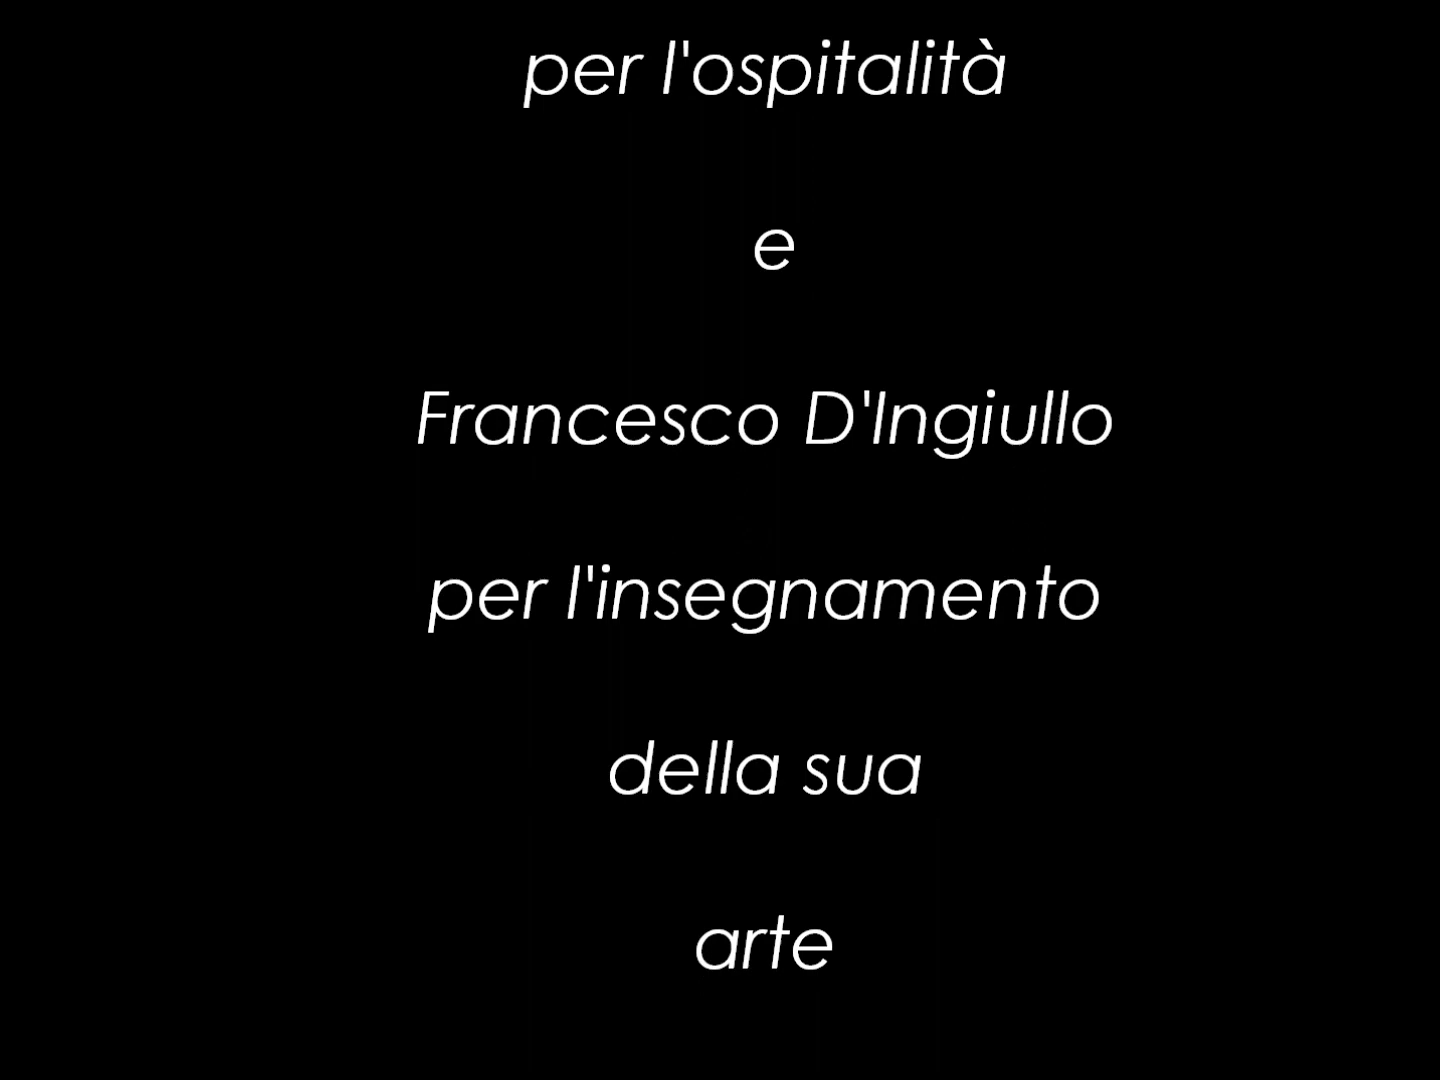 per l'ospitalità
e
Francesco D'Ingiullo
per l'insegnamento
della sua
arte